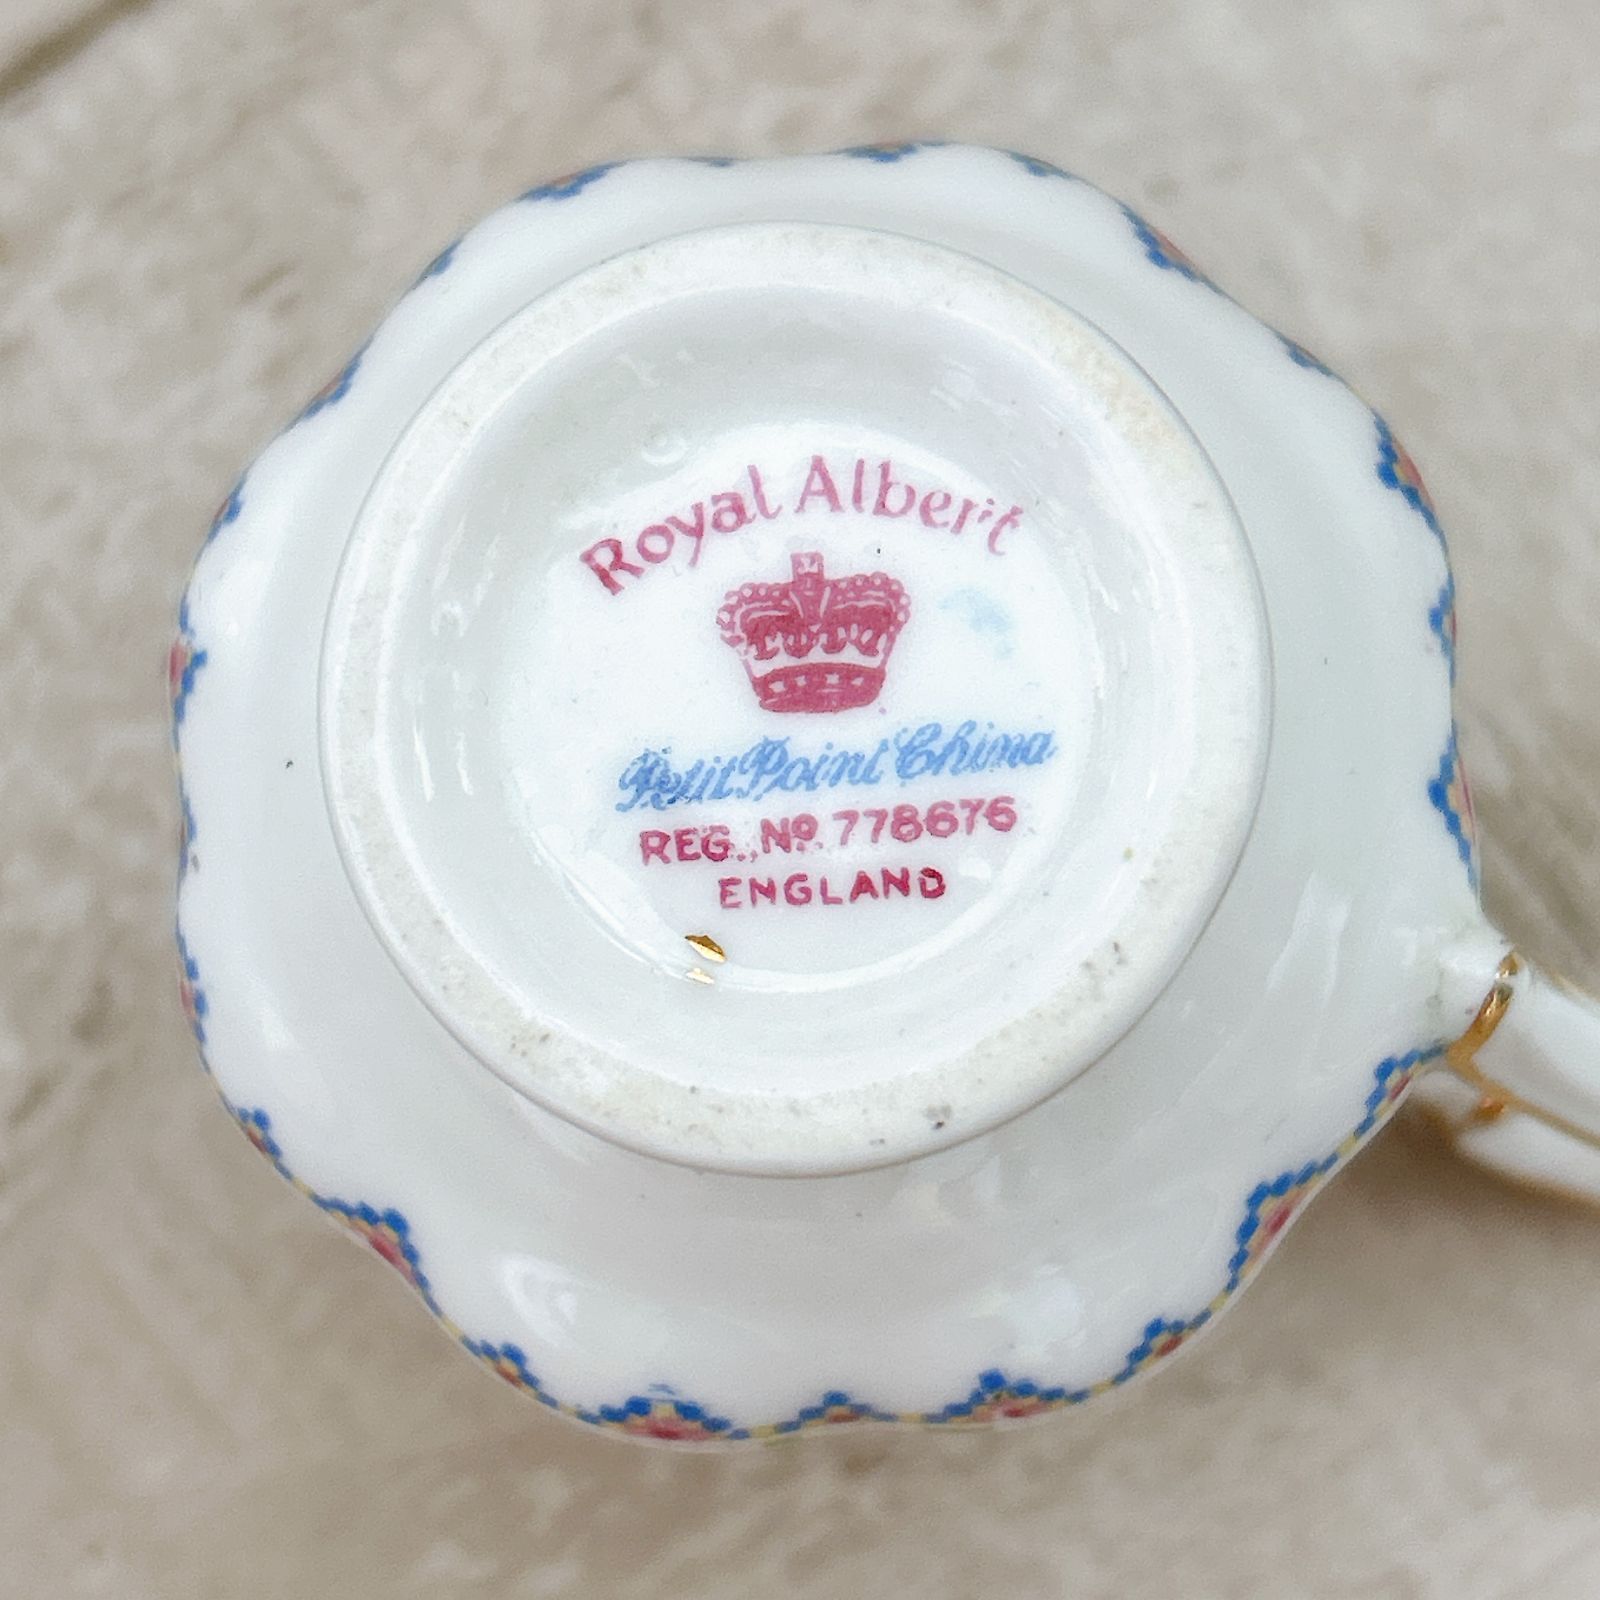 Royal Albert
Petit Point China
REG. Nº. 778676
ENGLAND